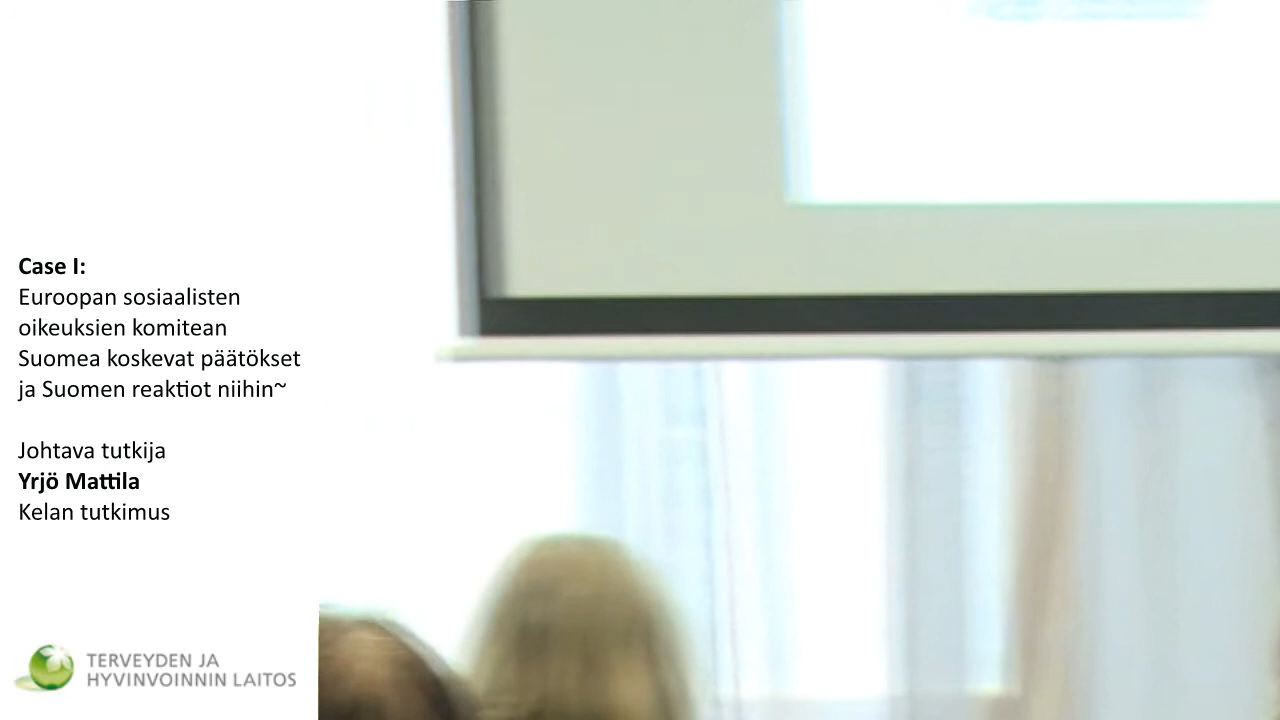 Case I:
Euroopan sosiaalisten
oikeuksien komitean
Suomea koskevat päätökset
ja Suomen reaktiot niihin~
Johtava tutkija
Yrjö Mattila
Kelan tutkimus
TERVEYDEN JA
HYVINVOINNIN LAITOS